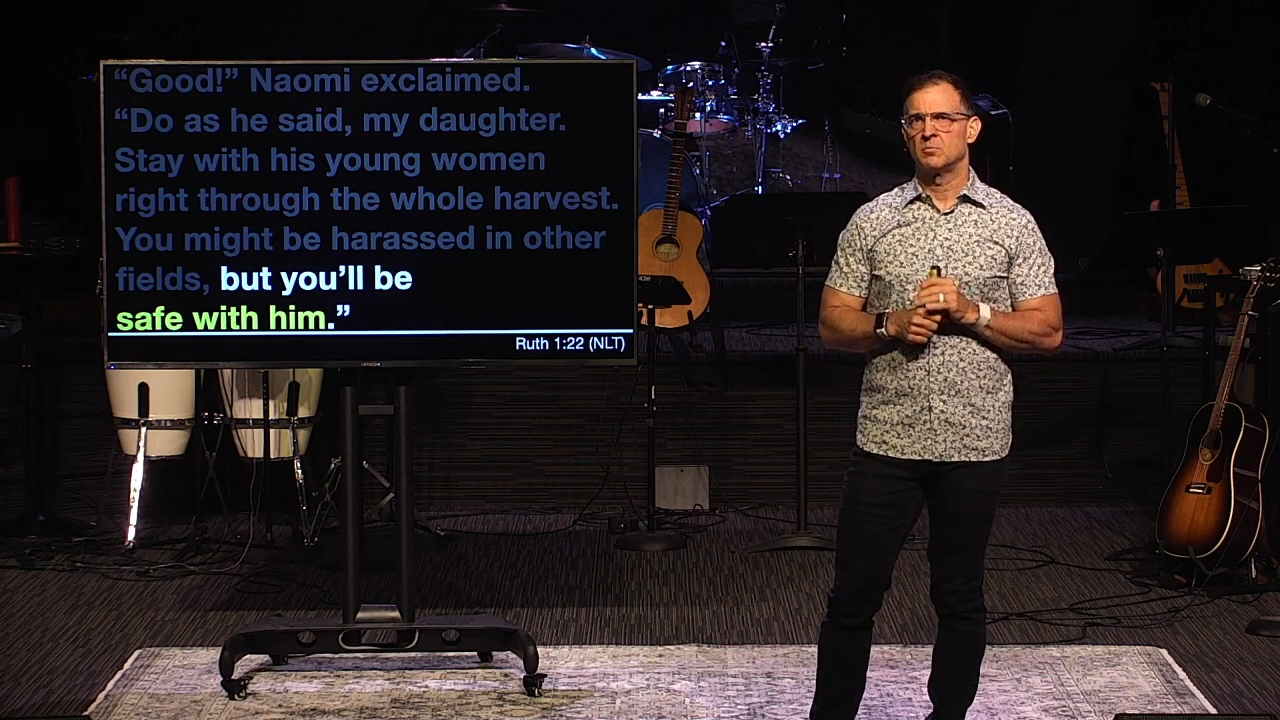 “Good!” Naomi exclaimed.
“Do as he said, my daughter.
Stay with his young women
right through the whole harvest.
You might be harassed in other
fields, but you’ll be
safe with him.”
Ruth 1:22 (NLT)
HITACHI